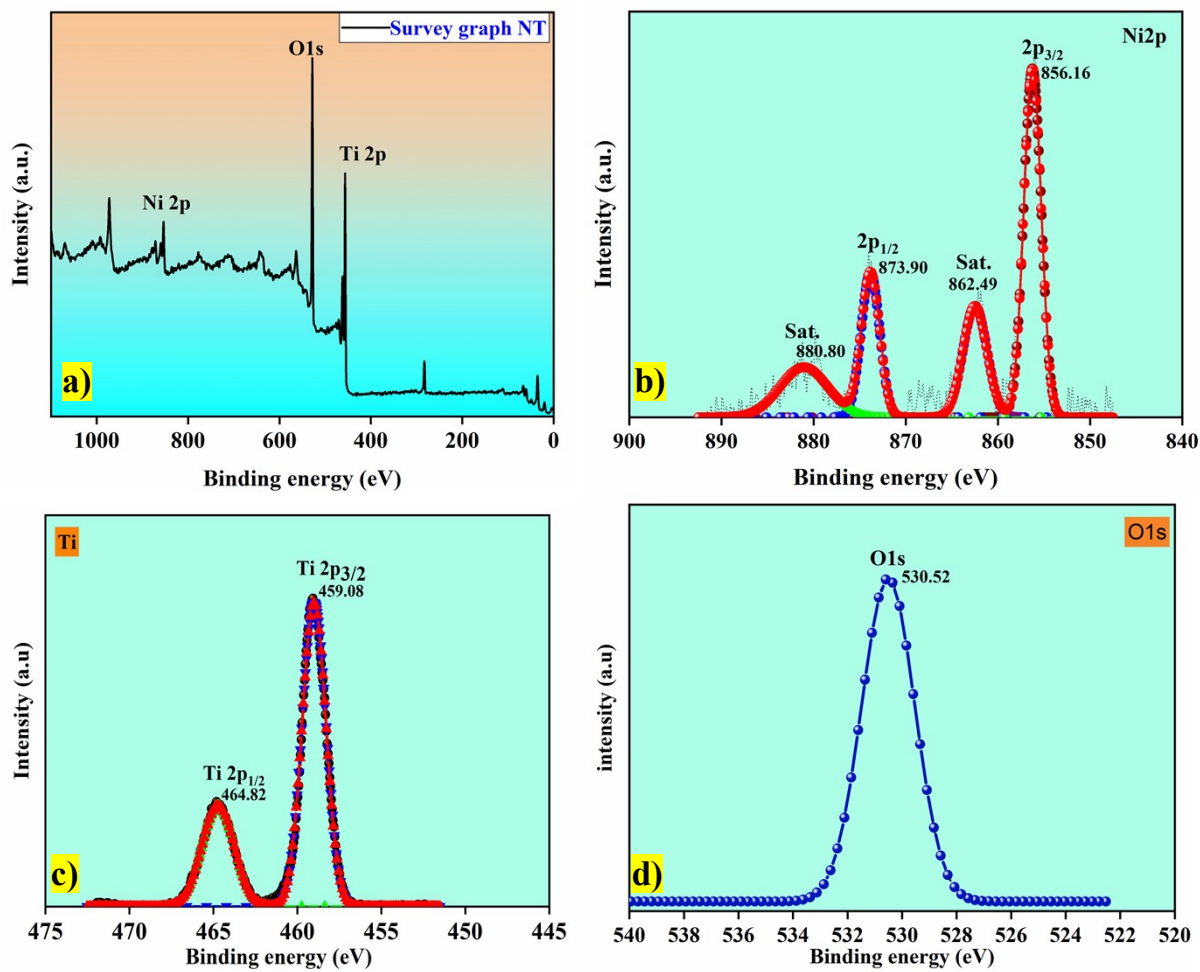 Survey graph NT
O1s
Ti 2p
Ni 2p
Intensity (a.u.)
a)
1000 800 600 400 200 0
Binding energy (eV)
Ni2p
2p3/2
856.16
2p1/2
873.90
Sat.
862.49
Sat.
880.80
Intensity (a.u.)
b)
900 890 880 870 860 850 840
Binding energy (eV)
Ti
Ti 2p3/2
459.08
Ti 2p1/2
464.82
Intensity (a.u)
c)
475 470 465 460 455 450 445
Binding energy (eV)
O1s
O1s
530.52
intensity (a.u)
d)
540 538 536 534 532 530 528 526 524 522 520
Binding energy (eV)